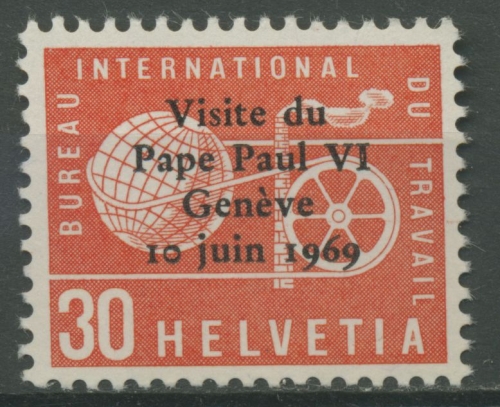 BUREAU INTERNATIONAL DU TRAVAIL
Visite du
Pape Paul VI
Genève
10 juin 1969
30 HELVETIA